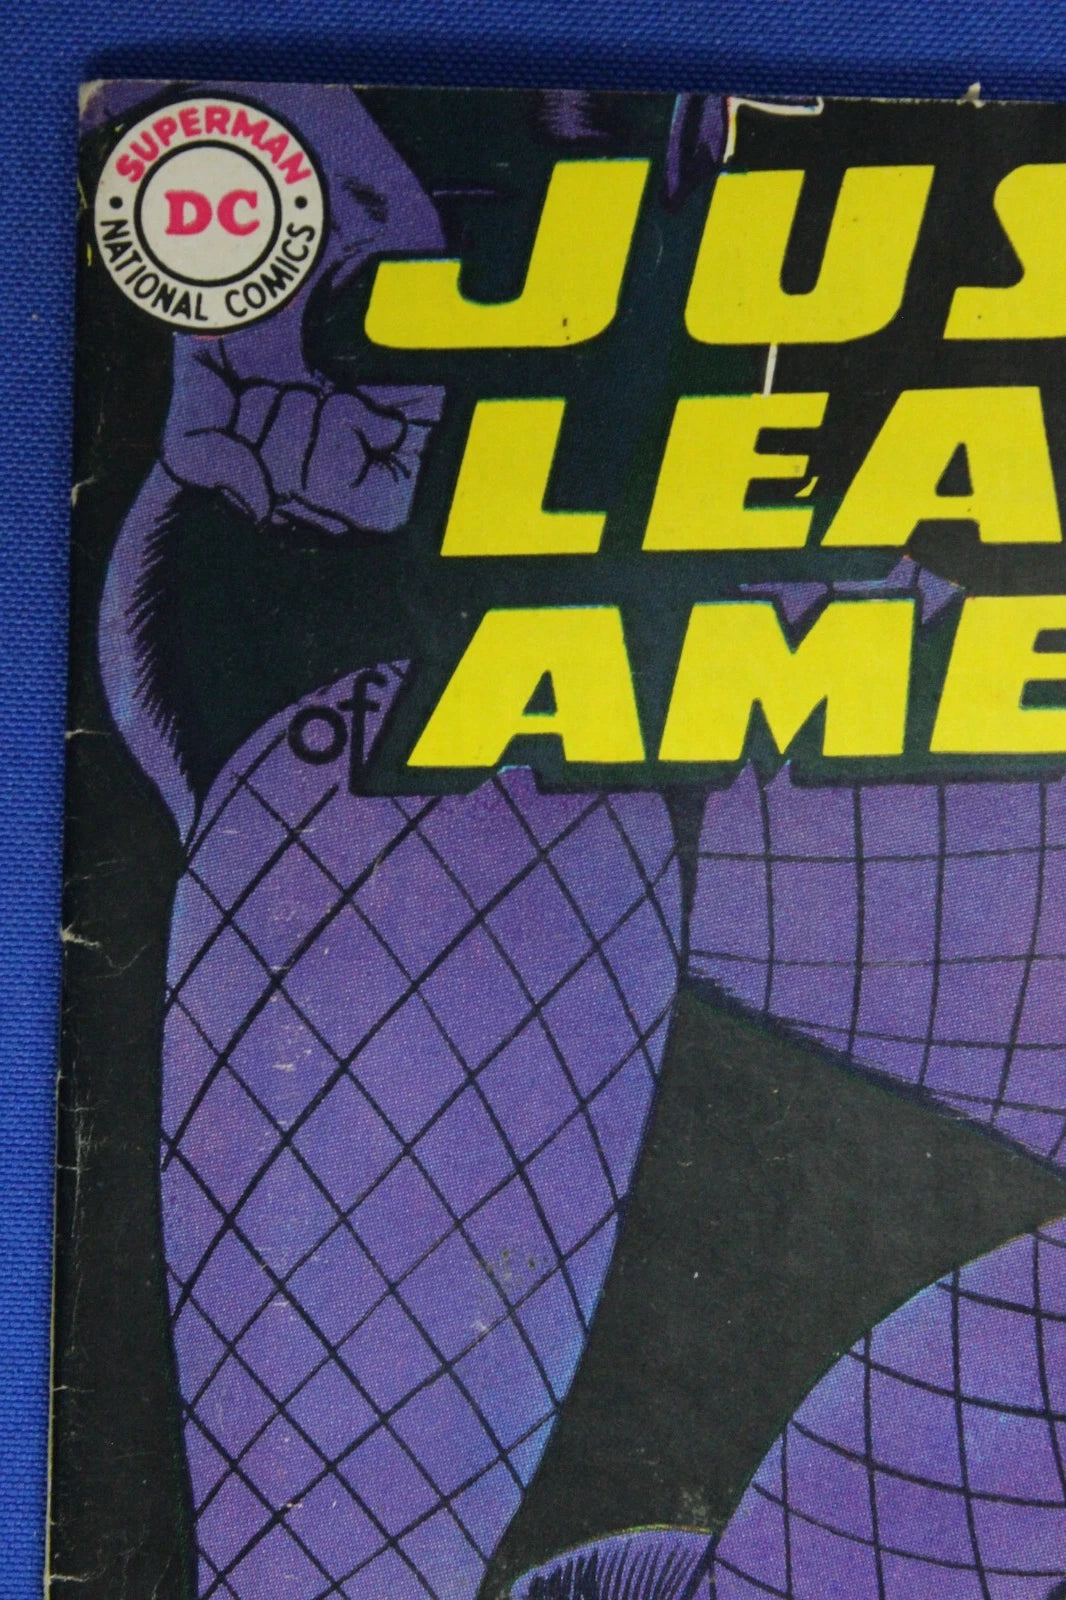 SUPERMAN
DC
• NATIONAL COMICS •
JUS
LEA
of AME